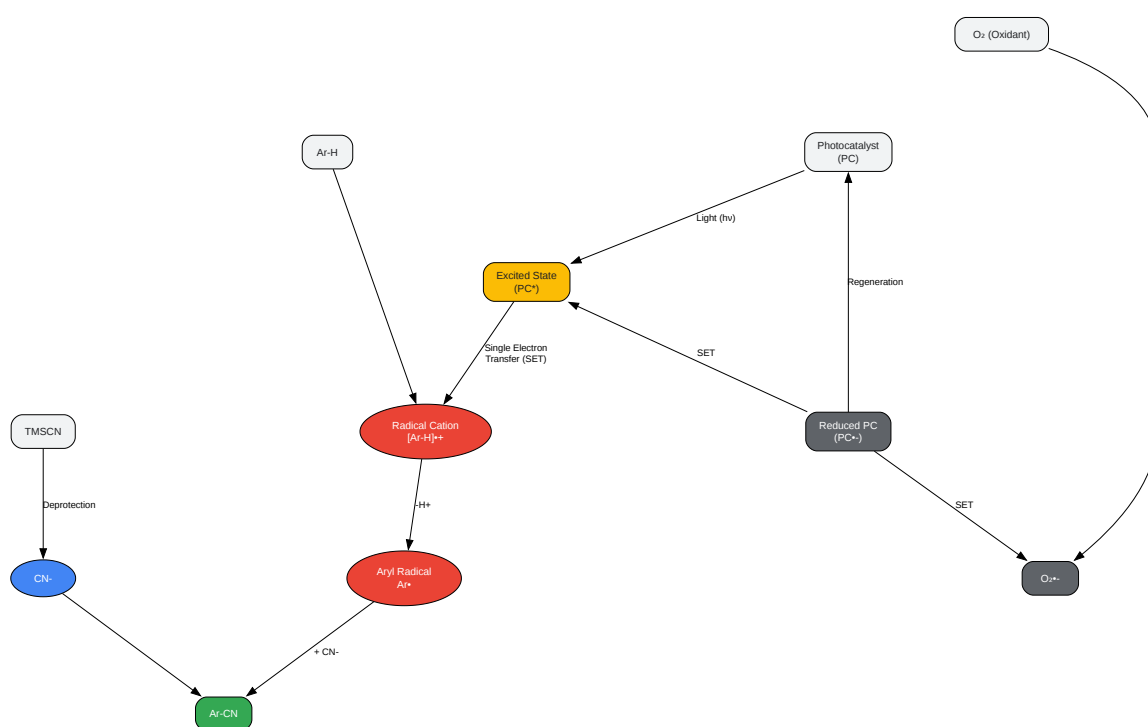 O₂ (Oxidant)
Ar-H
Photocatalyst
(PC)
Light (hν)
Excited State
(PC*)
Regeneration
Single Electron
Transfer (SET)
SET
TMSCN
Radical Cation
[Ar-H]•+
Reduced PC
(PC•-)
Deprotection
-H+
SET
CN-
Aryl Radical
Ar•
O₂•-
+ CN-
Ar-CN